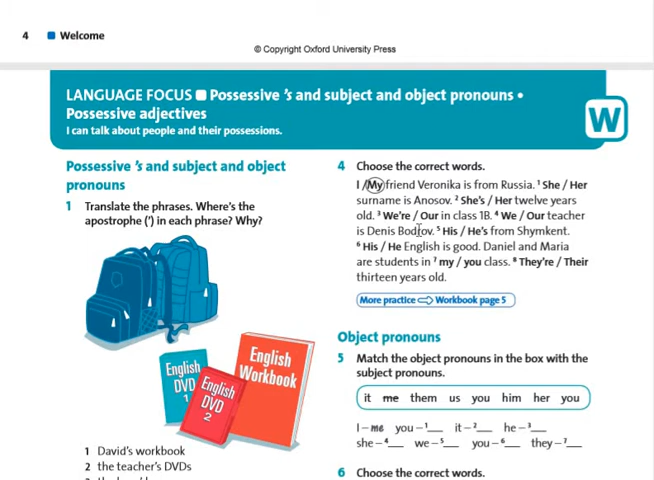 4 Welcome
© Copyright Oxford University Press
LANGUAGE FOCUS ■ Possessive 's and subject and object pronouns •
Possessive adjectives
I can talk about people and their possessions.
W
Possessive 's and subject and object
pronouns
1 Translate the phrases. Where's the
apostrophe (') in each phrase? Why?
English
DVD
1
English
DVD
2
English
Workbook
1 David's workbook
2 the teacher's DVDs
4 Choose the correct words.
I / My friend Veronika is from Russia. ¹ She / Her
surname is Anosov. ² She's / Her twelve years
old. ³ We're / Our in class 1B. ⁴ We / Our teacher
is Denis Bodrov. ⁵ His / He's from Shymkent.
⁶ His / He English is good. Daniel and Maria
are students in ⁷ my / you class. ⁸ They're / Their
thirteen years old.
More practice ⇨ Workbook page 5
Object pronouns
5 Match the object pronouns in the box with the
subject pronouns.
it me them us you him her you
I – me you – ¹__ it – ²__ he – ³__
she – ⁴__ we – ⁵__ you – ⁶__ they – ⁷__
6 Choose the correct words.